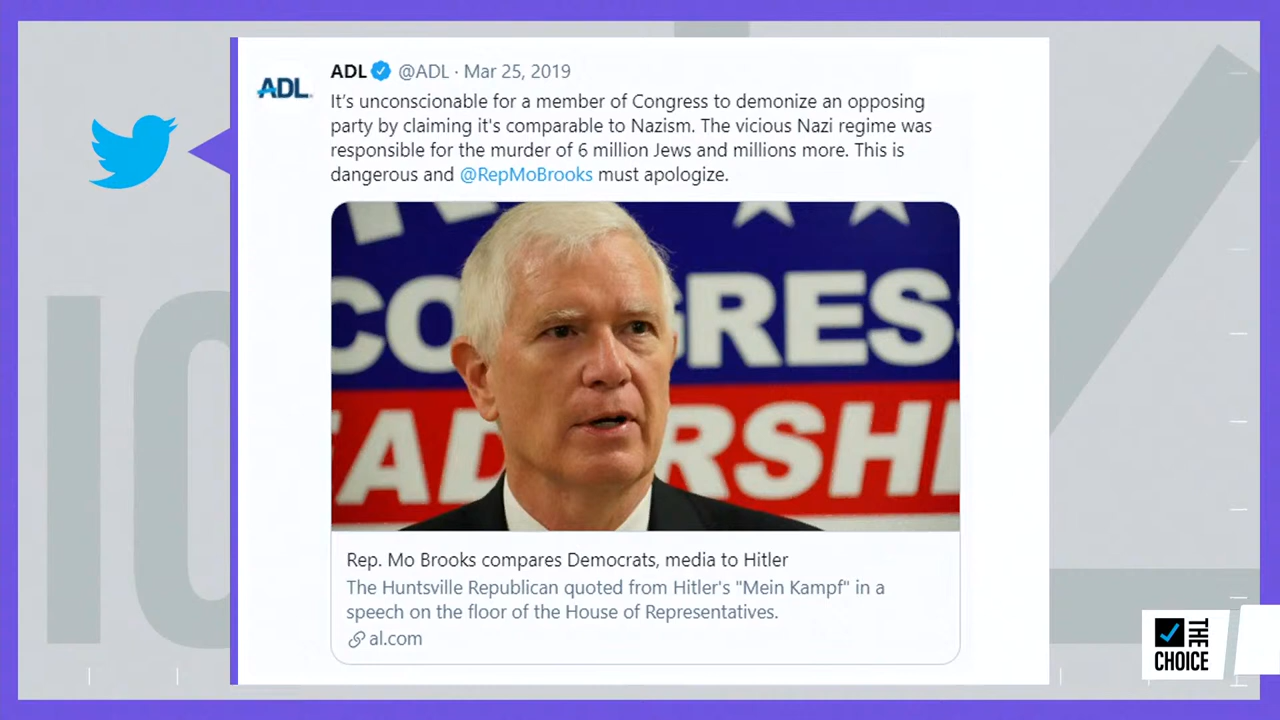 ADL @ADL · Mar 25, 2019
ADL
It’s unconscionable for a member of Congress to demonize an opposing
party by claiming it's comparable to Nazism. The vicious Nazi regime was
responsible for the murder of 6 million Jews and millions more. This is
dangerous and @RepMoBrooks must apologize.
CO GRESS
EAD RSHI
Rep. Mo Brooks compares Democrats, media to Hitler
The Huntsville Republican quoted from Hitler's "Mein Kampf" in a
speech on the floor of the House of Representatives.
al.com
THE
CHOICE